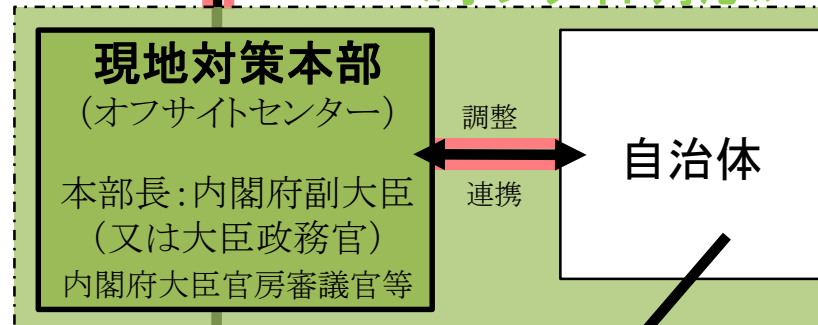 現地対策本部
（オフサイトセンター）
本部長：内閣府副大臣
（又は大臣政務官）
内閣府大臣官房審議官等
調整
連携
自治体